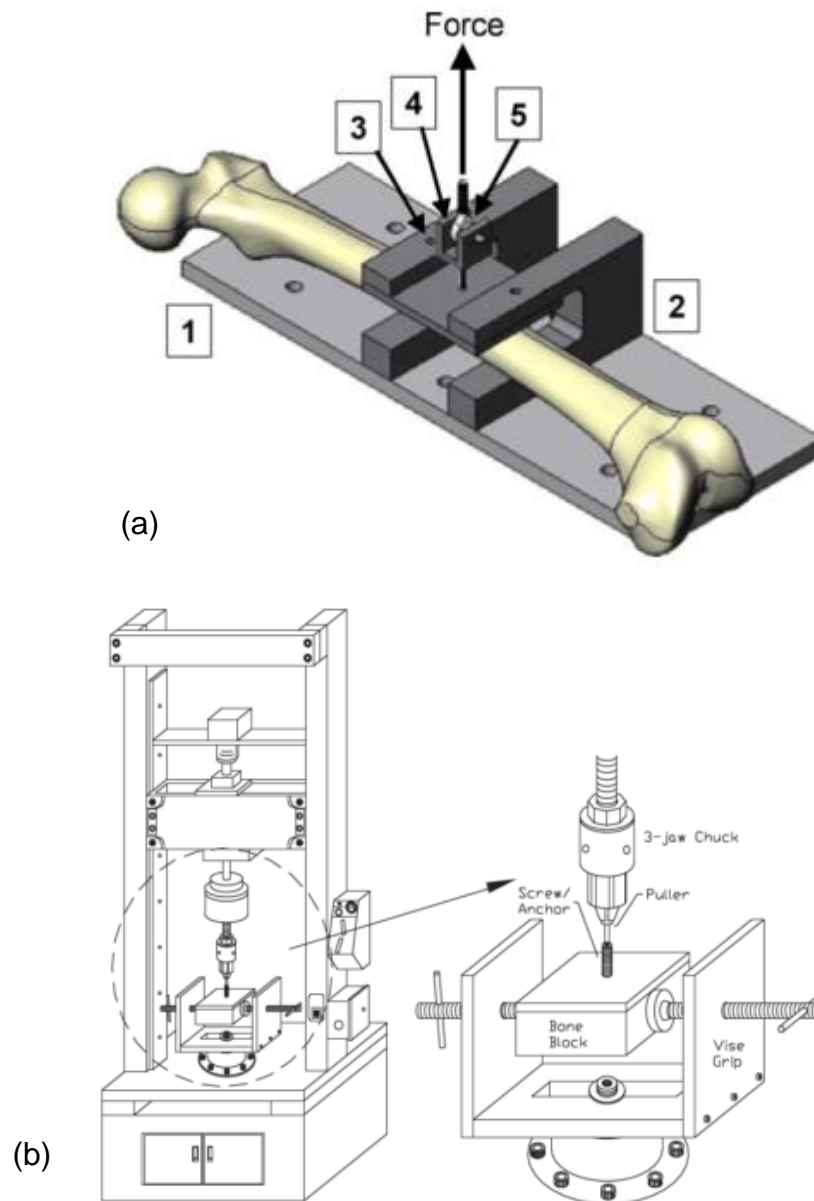 Force
4
5
3
2
1
(a)
3-jaw Chuck
Screw/
Anchor
Puller
Bone
Block
Vise
Grip
(b)